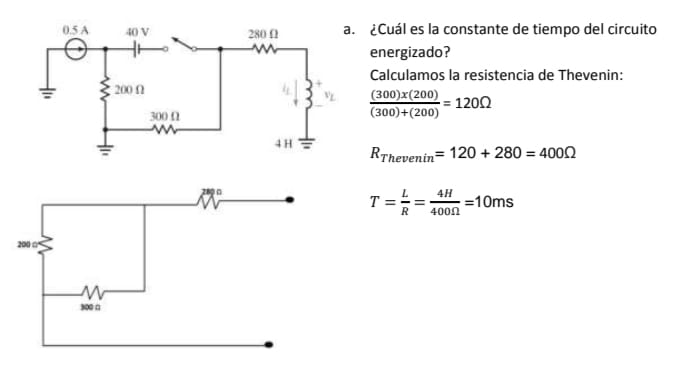 0.5 A
40 V
280 Ω
200 Ω
300 Ω
iL
+
VL
4 H
a. ¿Cuál es la constante de tiempo del circuito
energizado?
Calculamos la resistencia de Thevenin:
(300)x(200)
(300)+(200)
= 120Ω
RThevenin= 120 + 280 = 400Ω
T = L/R = 4H/400Ω =10ms
280 Ω
200 Ω
300 Ω